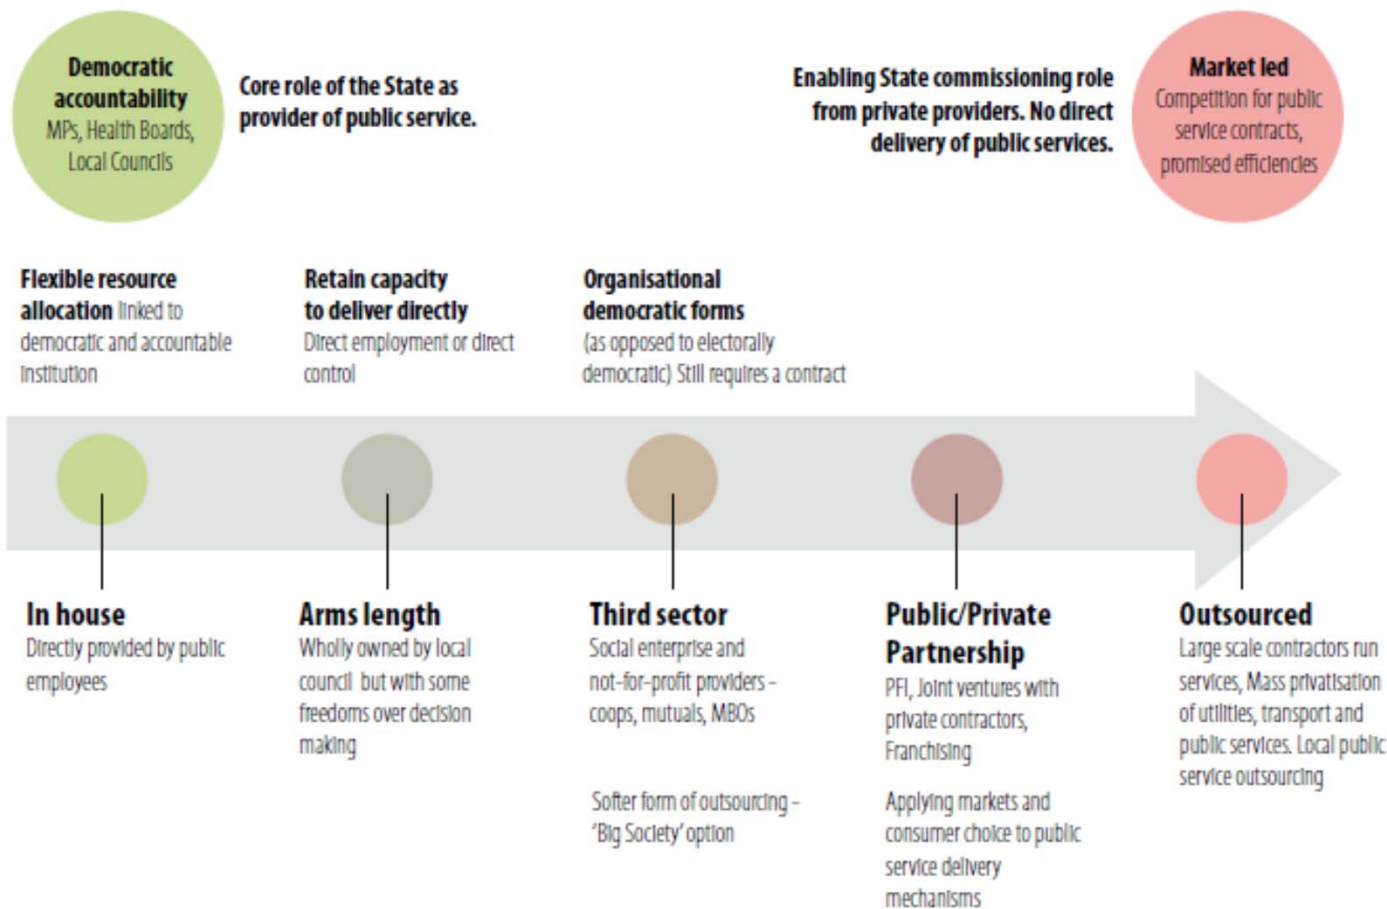 Democratic
accountability
MPs, Health Boards,
Local Councils
Core role of the State as
provider of public service.
Enabling State commissioning role
from private providers. No direct
delivery of public services.
Market led
Competition for public
service contracts,
promised efficiencies
Flexible resource
allocation linked to
democratic and accountable
institution
Retain capacity
to deliver directly
Direct employment or direct
control
Organisational
democratic forms
(as opposed to electorally
democratic) Still requires a contract
In house
Directly provided by public
employees
Arms length
Wholly owned by local
council but with some
freedoms over decision
making
Third sector
Social enterprise and
not-for-profit providers –
coops, mutuals, MBOs
Softer form of outsourcing –
‘Big Society’ option
Public/Private
Partnership
PFI, Joint ventures with
private contractors,
Franchising
Applying markets and
consumer choice to public
service delivery
mechanisms
Outsourced
Large scale contractors run
services, Mass privatisation
of utilities, transport and
public services. Local public
service outsourcing